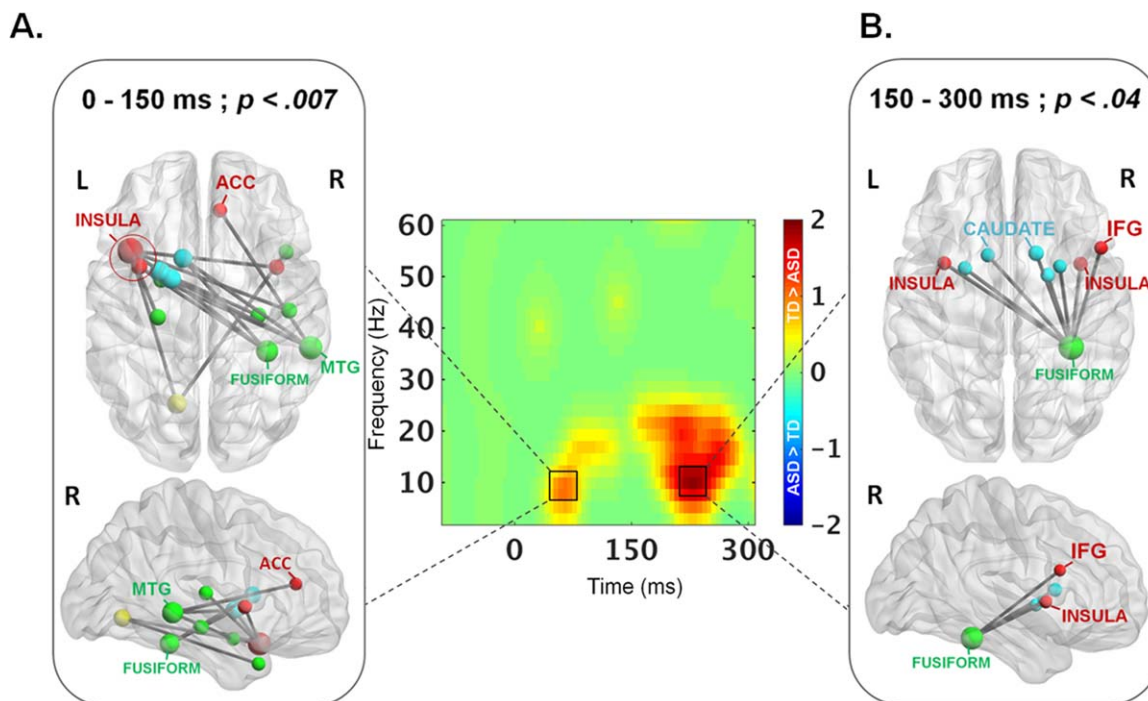 A.
0 - 150 ms ; p < .007
L
R
ACC
INSULA
FUSIFORM
MTG
R
ACC
MTG
FUSIFORM
Frequency (Hz)
60
50
40
30
20
10
0
150
300
Time (ms)
2
1
0
-1
-2
TD > ASD
ASD > TD
B.
150 - 300 ms ; p < .04
L
R
CAUDATE
IFG
INSULA
INSULA
FUSIFORM
R
IFG
INSULA
FUSIFORM